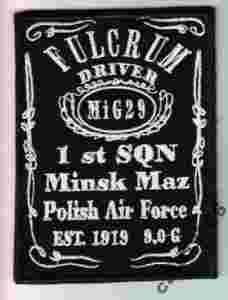 FULCRUM
DRIVER
MiG29
1 st SQN
Minsk Maz
Polish Air Force
EST. 1919 9,0 G